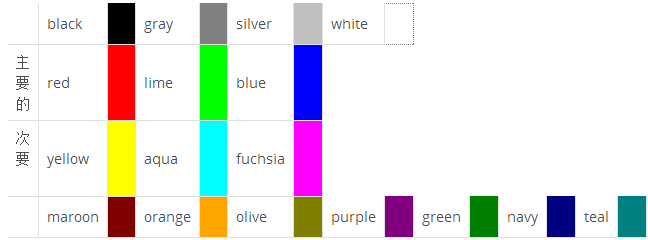 black gray silver white
主要的 red lime blue
次要 yellow aqua fuchsia
maroon orange olive purple green navy teal